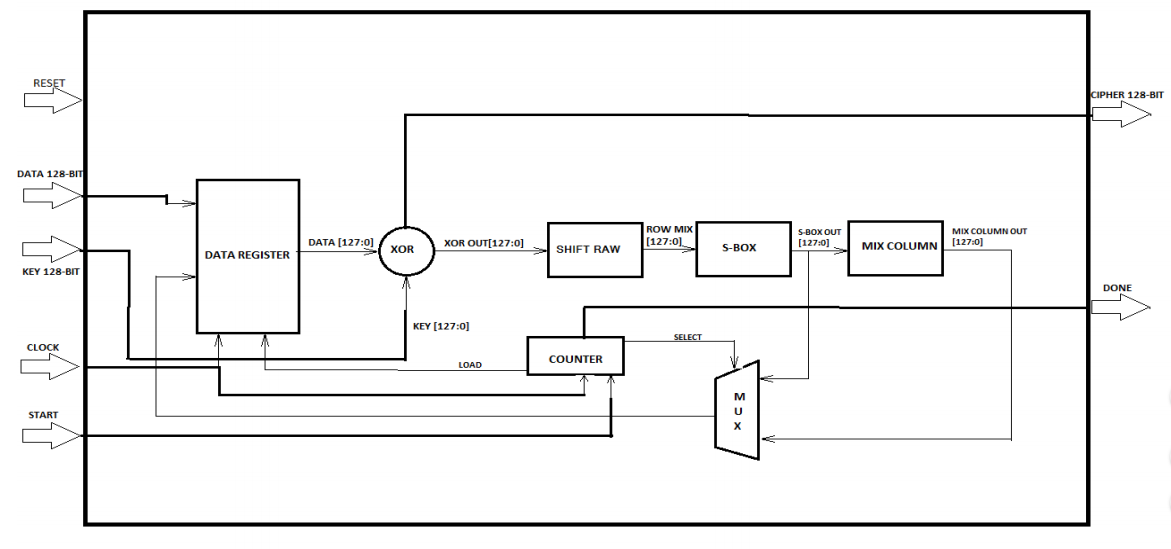 RESET
CIPHER 128-BIT
DATA 128-BIT
KEY 128-BIT
CLOCK
START
DATA REGISTER
DATA [127:0]
XOR
XOR OUT[127:0]
KEY [127:0]
SHIFT RAW
ROW MIX
[127:0]
S-BOX
S-BOX OUT
[127:0]
MIX COLUMN
MIX COLUMN OUT
[127:0]
DONE
COUNTER
SELECT
LOAD
M
U
X